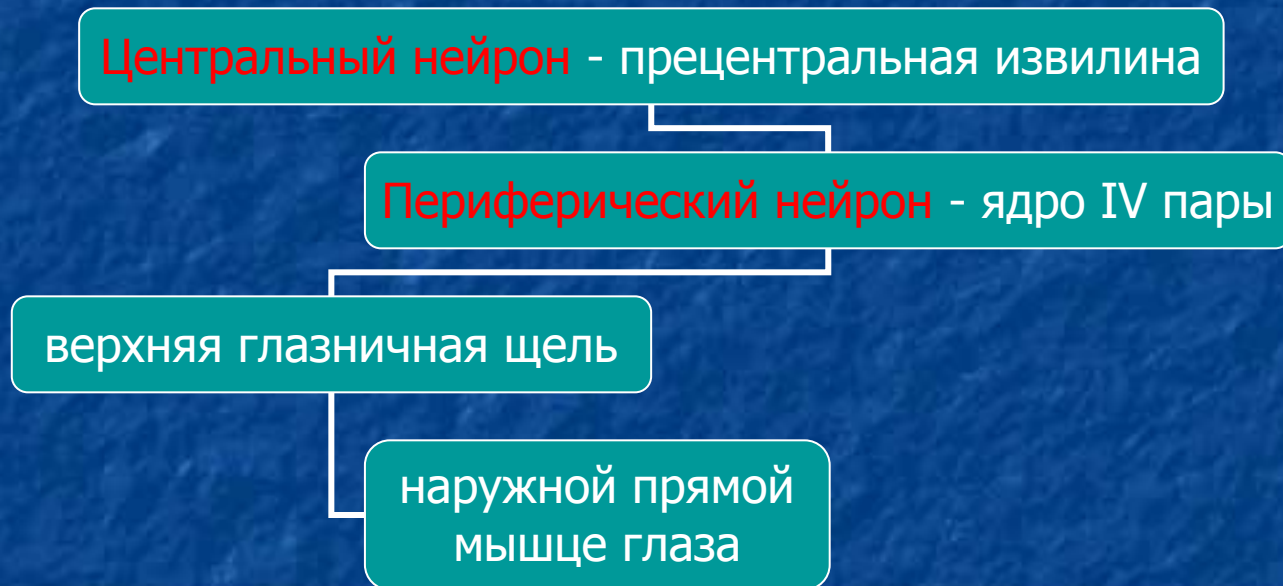 Центральный нейрон - прецентральная извилина
Периферический нейрон - ядро IV пары
верхняя глазничная щель
наружной прямой
мышце глаза